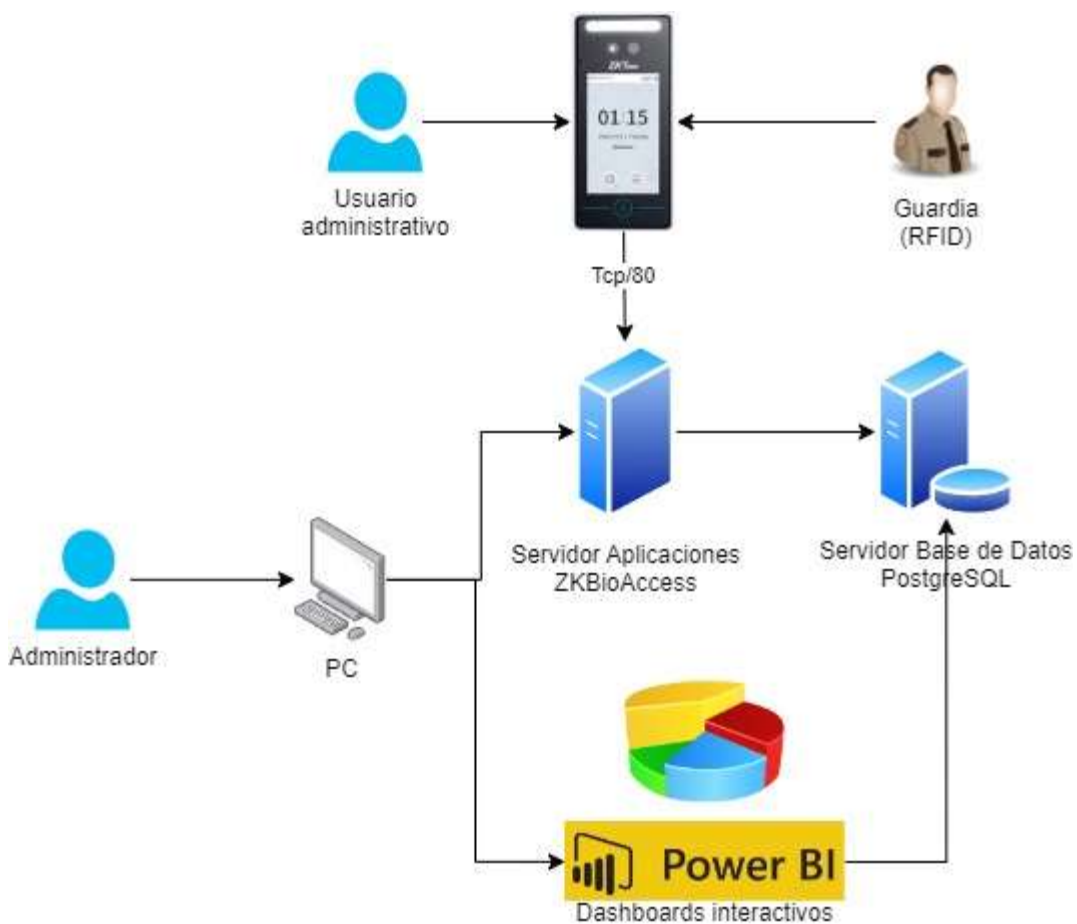 ZKTeco
01:15
Usuario
administrativo
Guardia
(RFID)
Tcp/80
Servidor Aplicaciones
ZKBioAccess
Servidor Base de Datos
PostgreSQL
Administrador
PC
Power BI
Dashboards interactivos